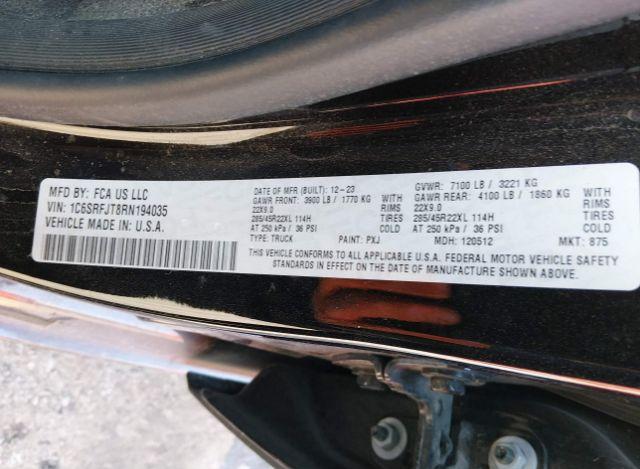 MFD BY: FCA US LLC
VIN: 1C6SRFJT8RN194035
VEHICLE MADE IN: U.S.A.
DATE OF MFR (BUILT): 12-23 GVWR: 7100 LB / 3221 KG
GAWR FRONT: 3900 LB / 1770 KG GAWR REAR: 4100 LB / 1860 KG
22X9.0 RIMS 22X9.0 RIMS
285/45R22XL 114H TIRES 285/45R22XL 114H TIRES
AT 250 kPa / 36 PSI COLD AT 250 kPa / 36 PSI COLD
TYPE: TRUCK PAINT: PXJ MDH: 120512 MKT: 875
THIS VEHICLE CONFORMS TO ALL APPLICABLE U.S.A. FEDERAL MOTOR VEHICLE SAFETY
STANDARDS IN EFFECT ON THE DATE OF MANUFACTURE SHOWN ABOVE.